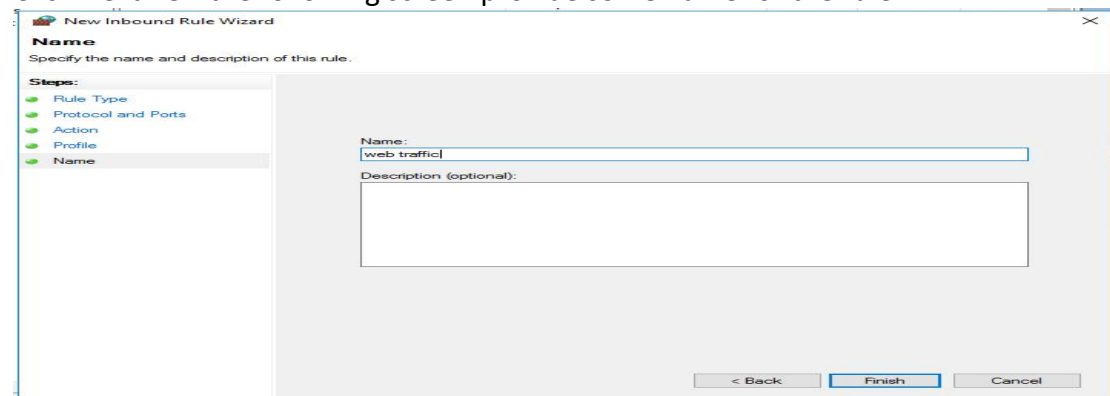 New Inbound Rule Wizard
Name
Specify the name and description of this rule.
Steps:
Rule Type
Protocol and Ports
Action
Profile
Name
Name:
web traffic
Description (optional):
< Back Finish Cancel